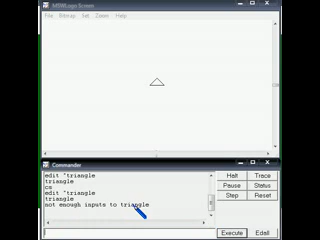 MSWLogo Screen
File Bitmap Set Zoom Help
Commander
edit "triangle
triangle
cs
edit "triangle
triangle
not enough inputs to triangle
Halt Trace
Pause Status
Step Reset
Execute Edall